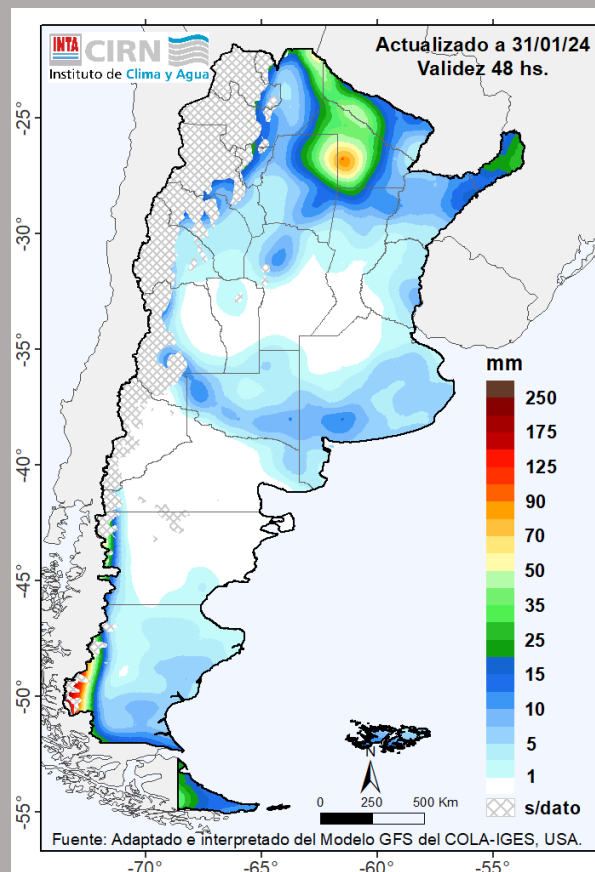 INTA CIRN
Instituto de Clima y Agua
Actualizado a 31/01/24
Validez 48 hs.
-25°
-30°
-35°
-40°
-45°
-50°
-55°
mm
250
175
125
90
70
50
35
25
15
10
5
1
s/dato
N
0 250 500 Km
Fuente: Adaptado e interpretado del Modelo GFS del COLA-IGES, USA.
-70° -65° -60° -55°